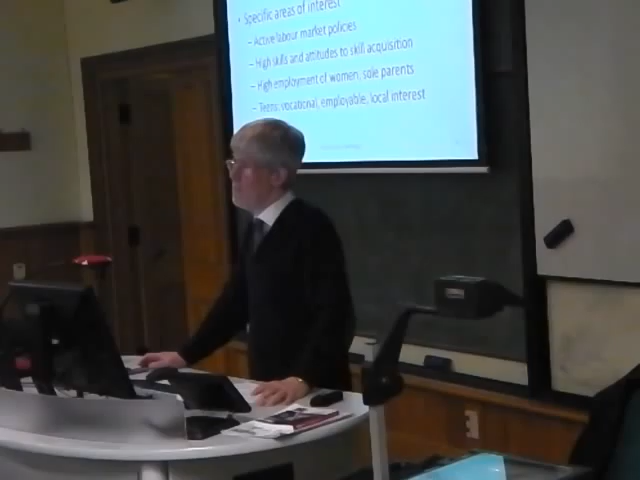 • Specific areas of interest
– Active labour market policies
– High skills and attitudes to skill acquisition
– High employment of women, sole parents
– Teens: vocational, employable, local interest